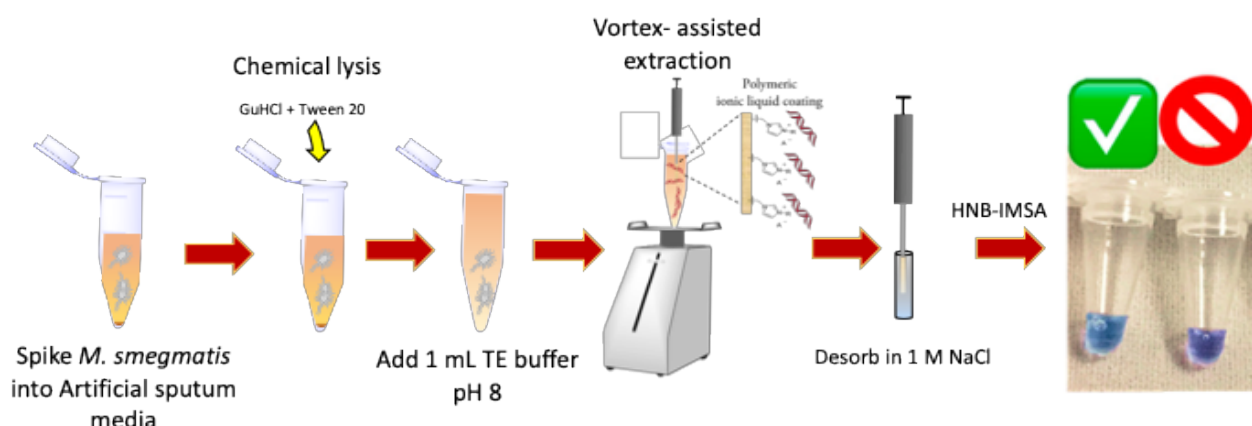 Chemical lysis
GuHCl + Tween 20
Vortex- assisted
extraction
Polymeric
ionic liquid coating
Spike M. smegmatis
into Artificial sputum
media
Add 1 mL TE buffer
pH 8
Desorb in 1 M NaCl
HNB-IMSA